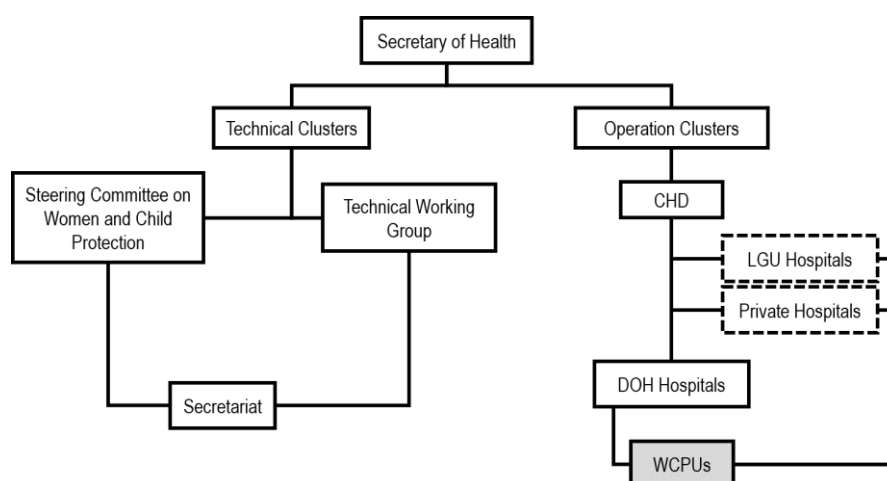 Secretary of Health
Technical Clusters
Operation Clusters
Steering Committee on
Women and Child
Protection
Technical Working
Group
CHD
LGU Hospitals
Private Hospitals
DOH Hospitals
Secretariat
WCPUs